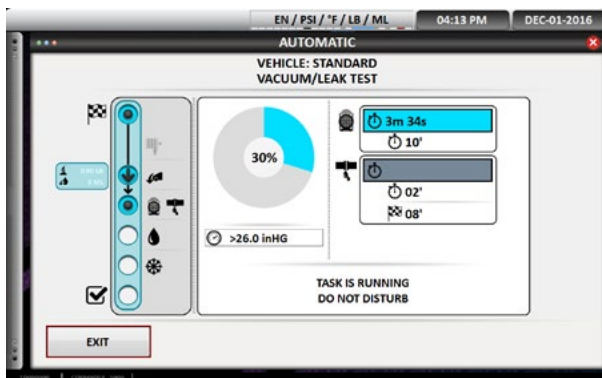 EN / PSI / °F / LB / ML
04:13 PM
DEC-01-2016
AUTOMATIC
VEHICLE: STANDARD
VACUUM/LEAK TEST
30%
>26.0 inHG
3m 34s
10'
02'
08'
TASK IS RUNNING
DO NOT DISTURB
EXIT